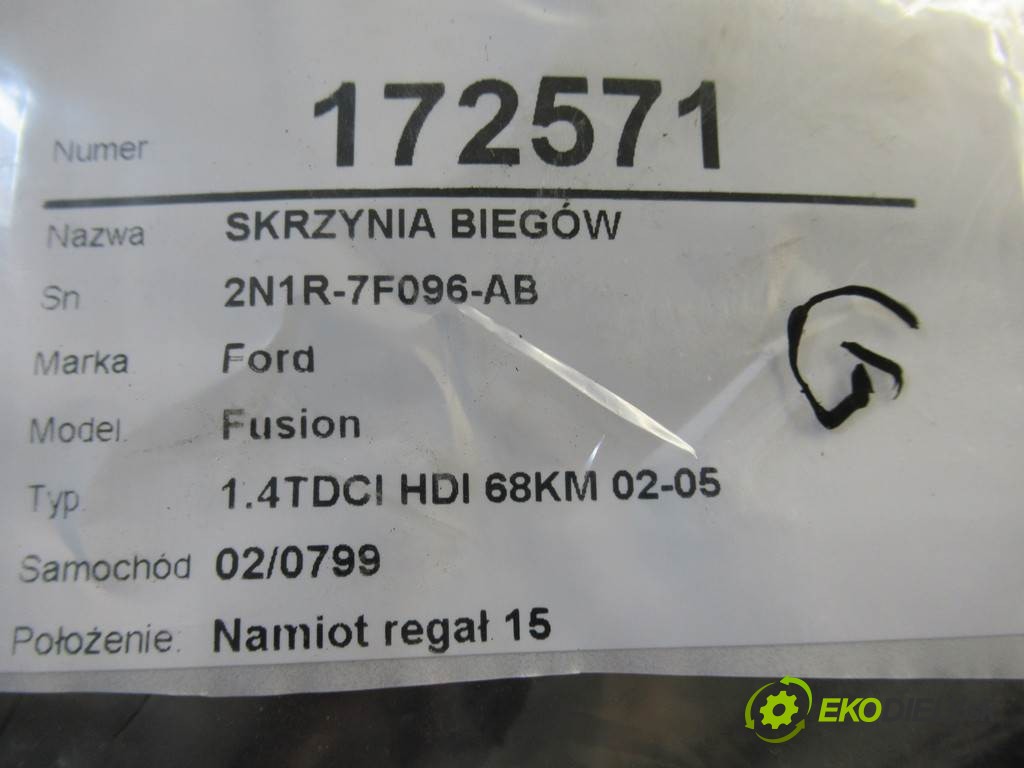 Numer 172571
Nazwa SKRZYNIA BIEGÓW
Sn 2N1R-7F096-AB
Marka Ford
Model. Fusion
Typ. 1.4TDCI HDI 68KM 02-05
Samochód 02/0799
Położenie: Namiot regał 15
G